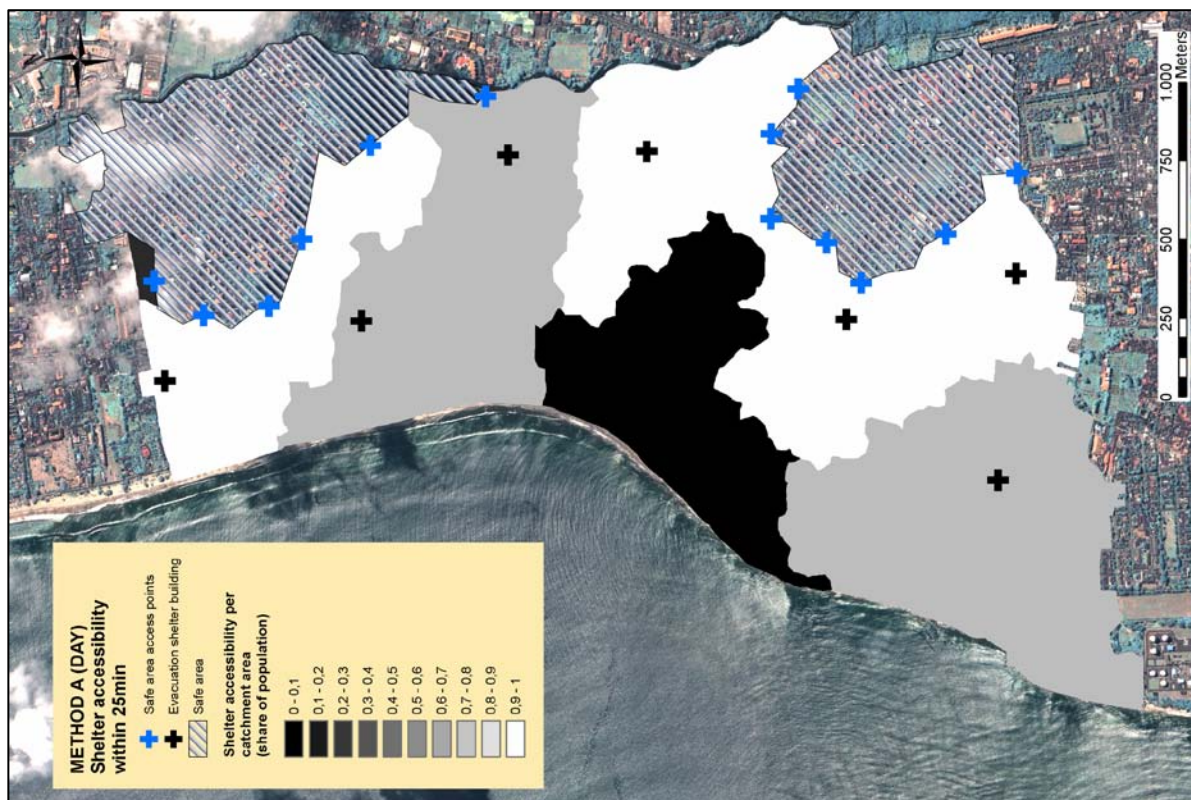 METHOD A (DAY)
Shelter accessibility
within 25min
Safe area access points
Evacuation shelter building
Safe area
Shelter accessibility per
catchment area
(share of population)
0 - 0,1
0,1 - 0,2
0,2 - 0,3
0,3 - 0,4
0,4 - 0,5
0,5 - 0,6
0,6 - 0,7
0,7 - 0,8
0,8 - 0,9
0,9 - 1
0 250 500 750 1.000
Meters